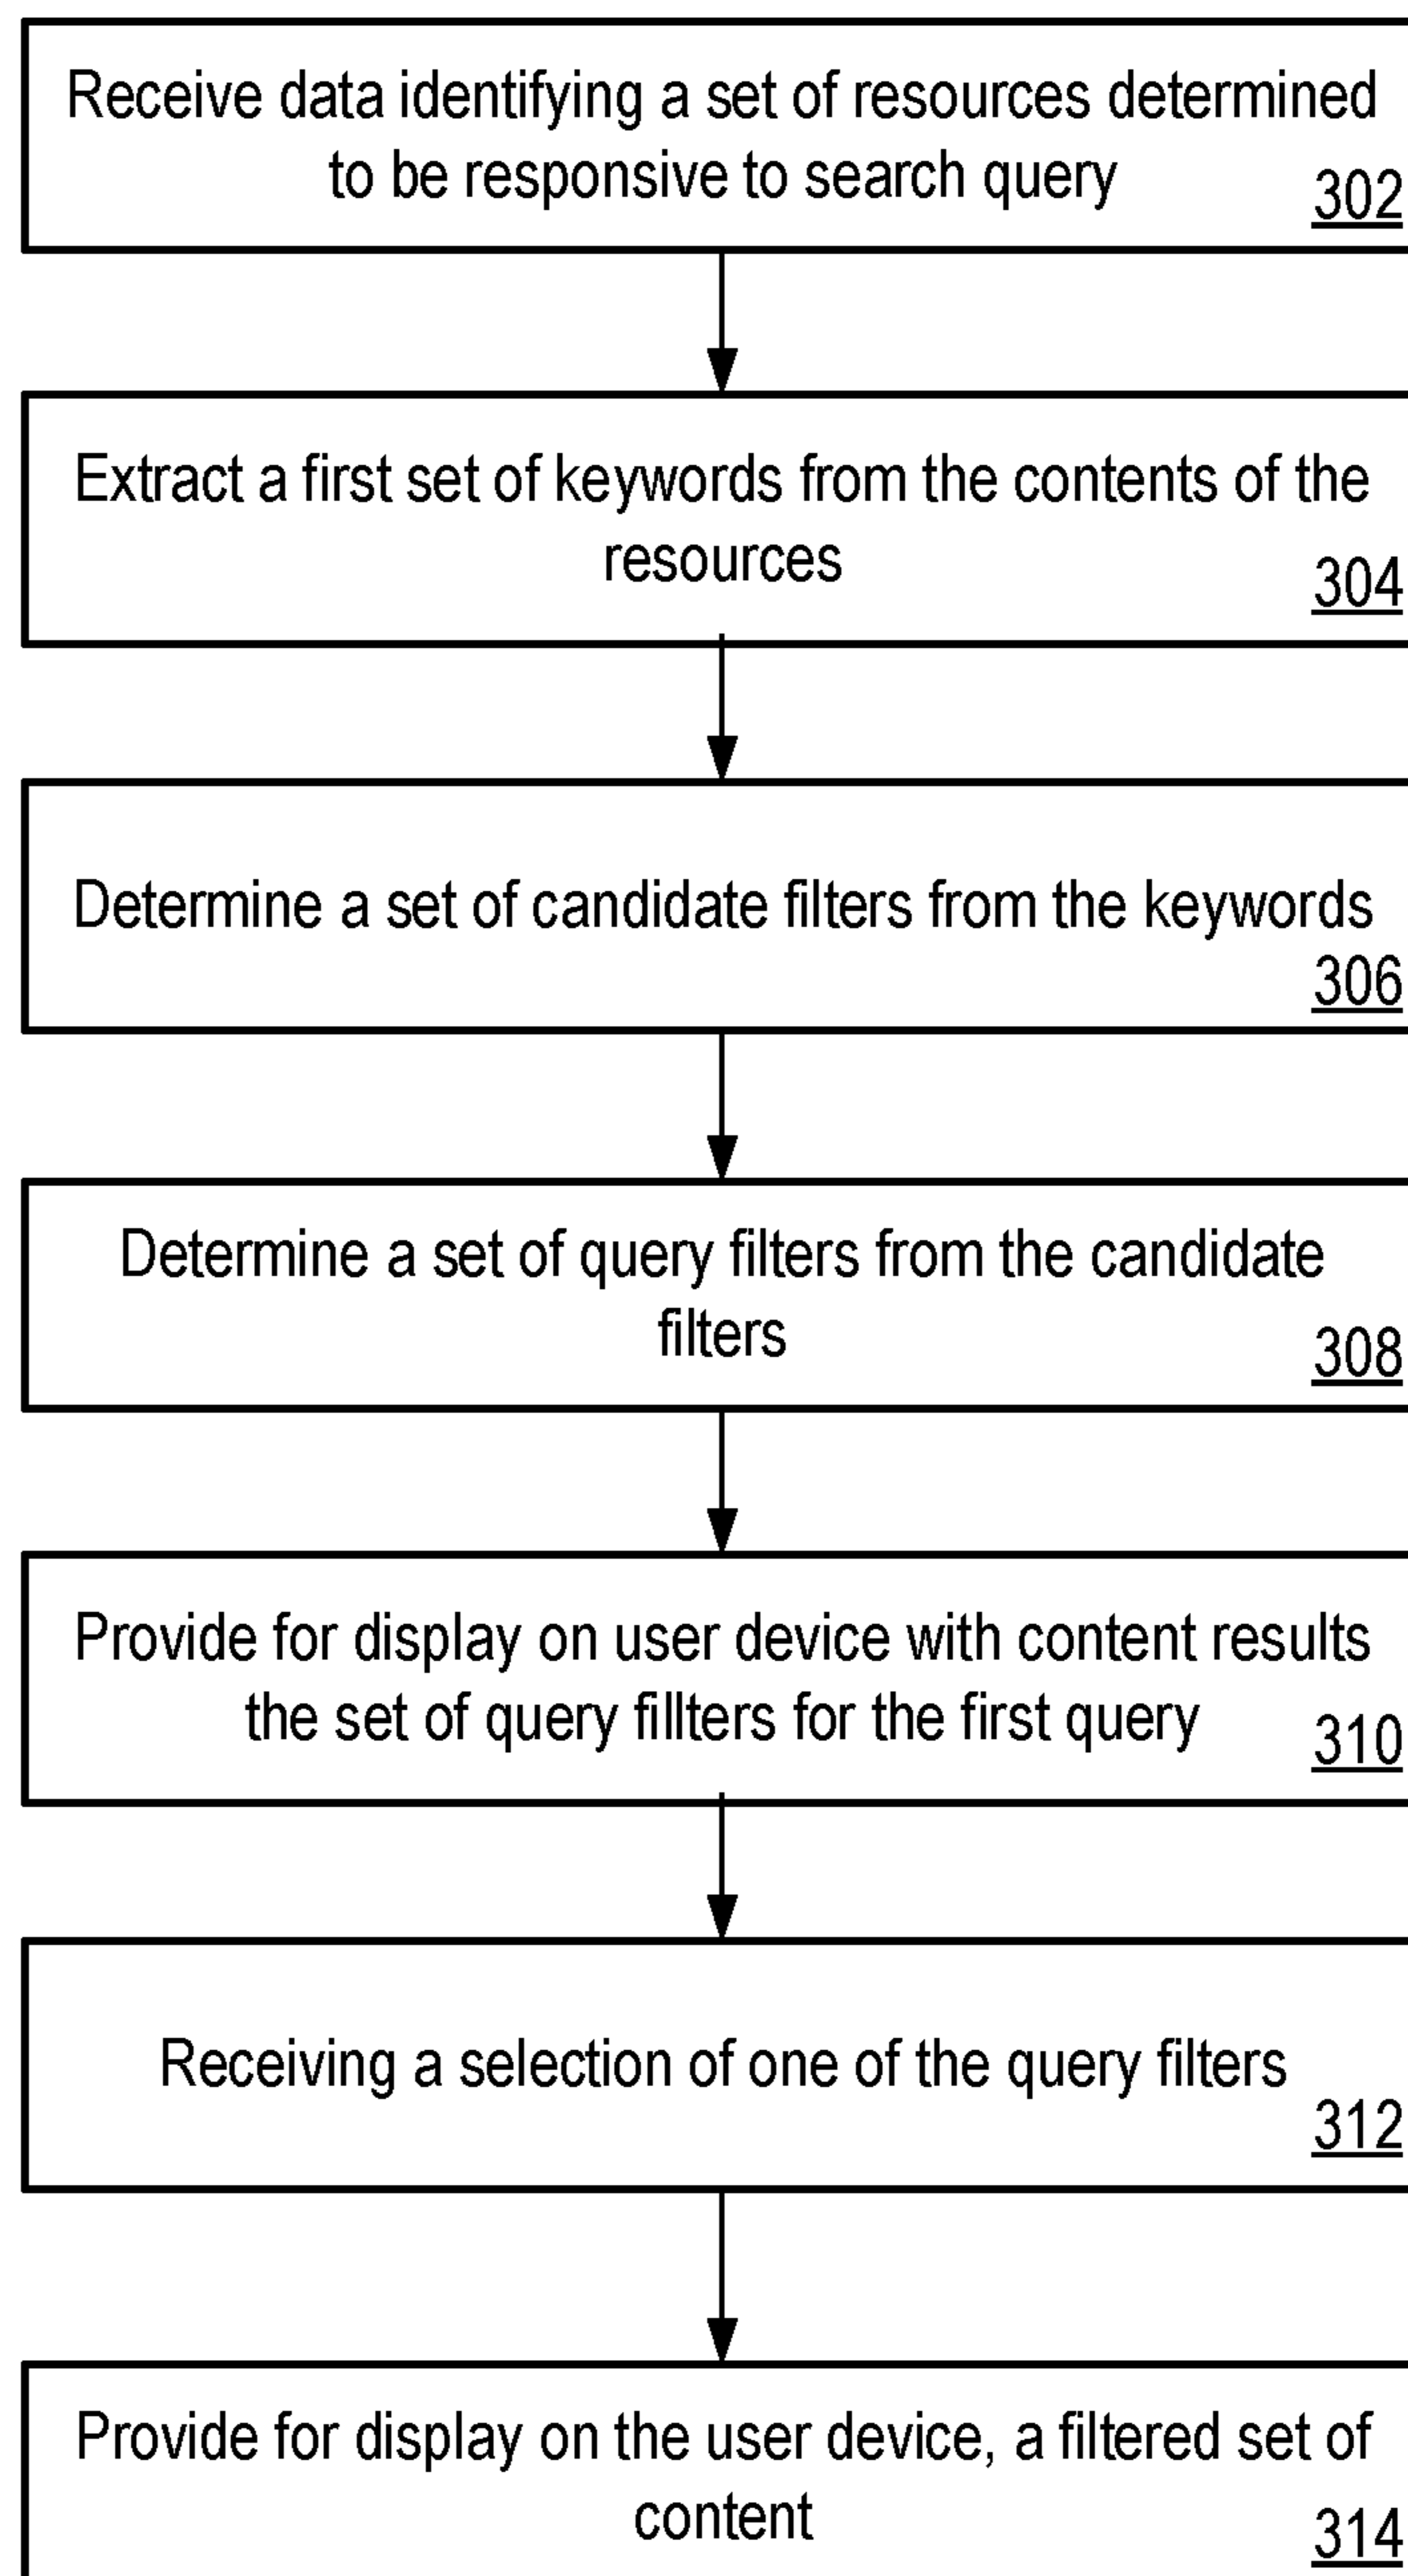 Receive data identifying a set of resources determined
to be responsive to search query
302
Extract a first set of keywords from the contents of the
resources
304
Determine a set of candidate filters from the keywords
306
Determine a set of query filters from the candidate
filters
308
Provide for display on user device with content results
the set of query fillters for the first query
310
Receiving a selection of one of the query filters
312
Provide for display on the user device, a filtered set of
content
314